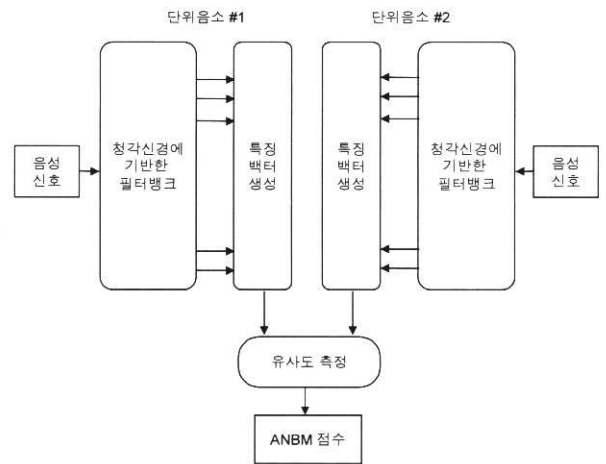 단위음소 #1
단위음소 #2
음성
신호
청각신경에
기반한
필터뱅크
특징
백터
생성
특징
백터
생성
청각신경에
기반한
필터뱅크
음성
신호
유사도 측정
ANBM 점수